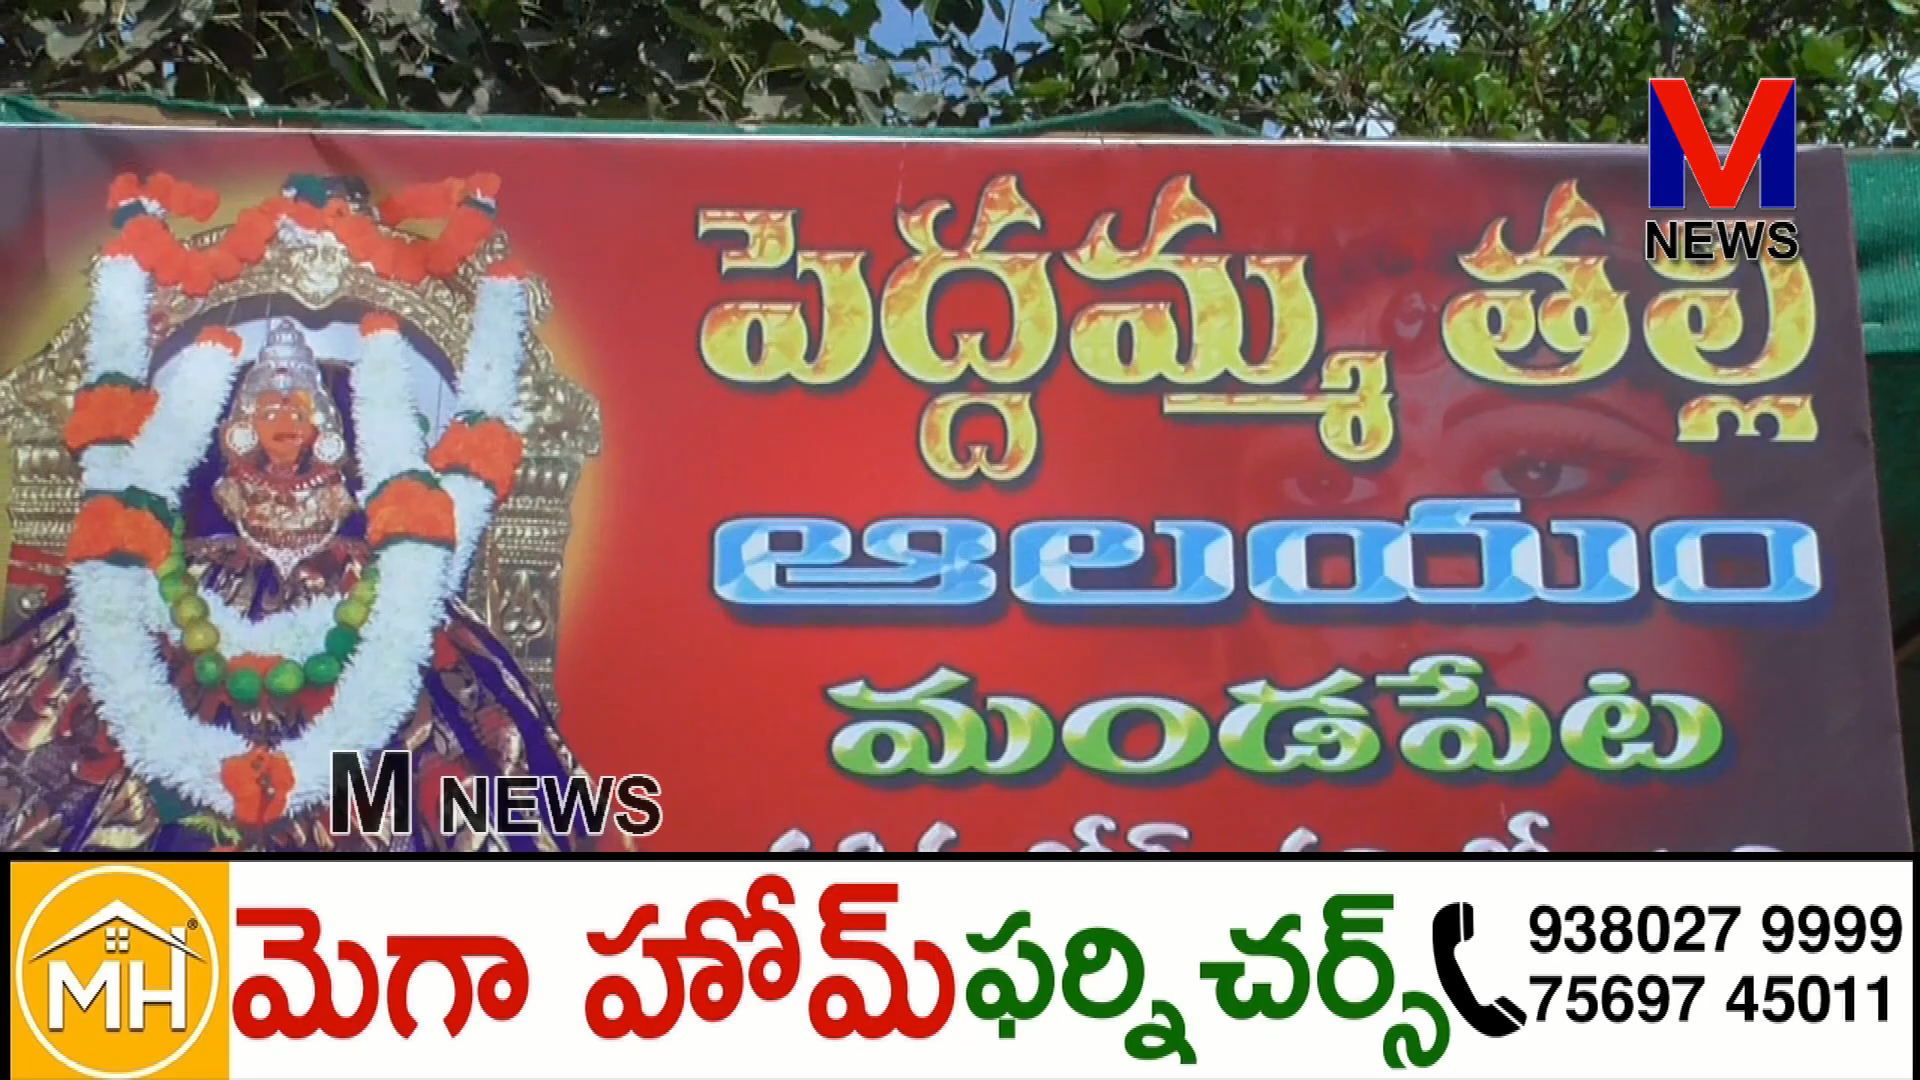 M
NEWS
పెద్దమ్మ తల్లి
ఆలయం
మండపేట
M NEWS
MH®
మెగా హోమ్ ఫర్నిచర్స్
938027 9999
75697 45011